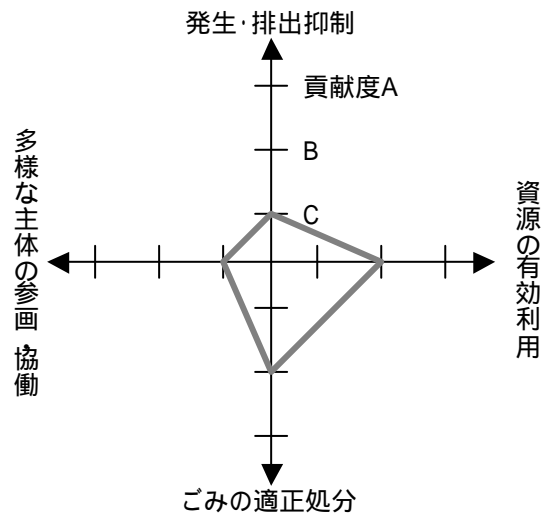 発生・排出抑制
貢献度A
B
C
多様な主体の参画・協働
資源の有効利用
ごみの適正処分